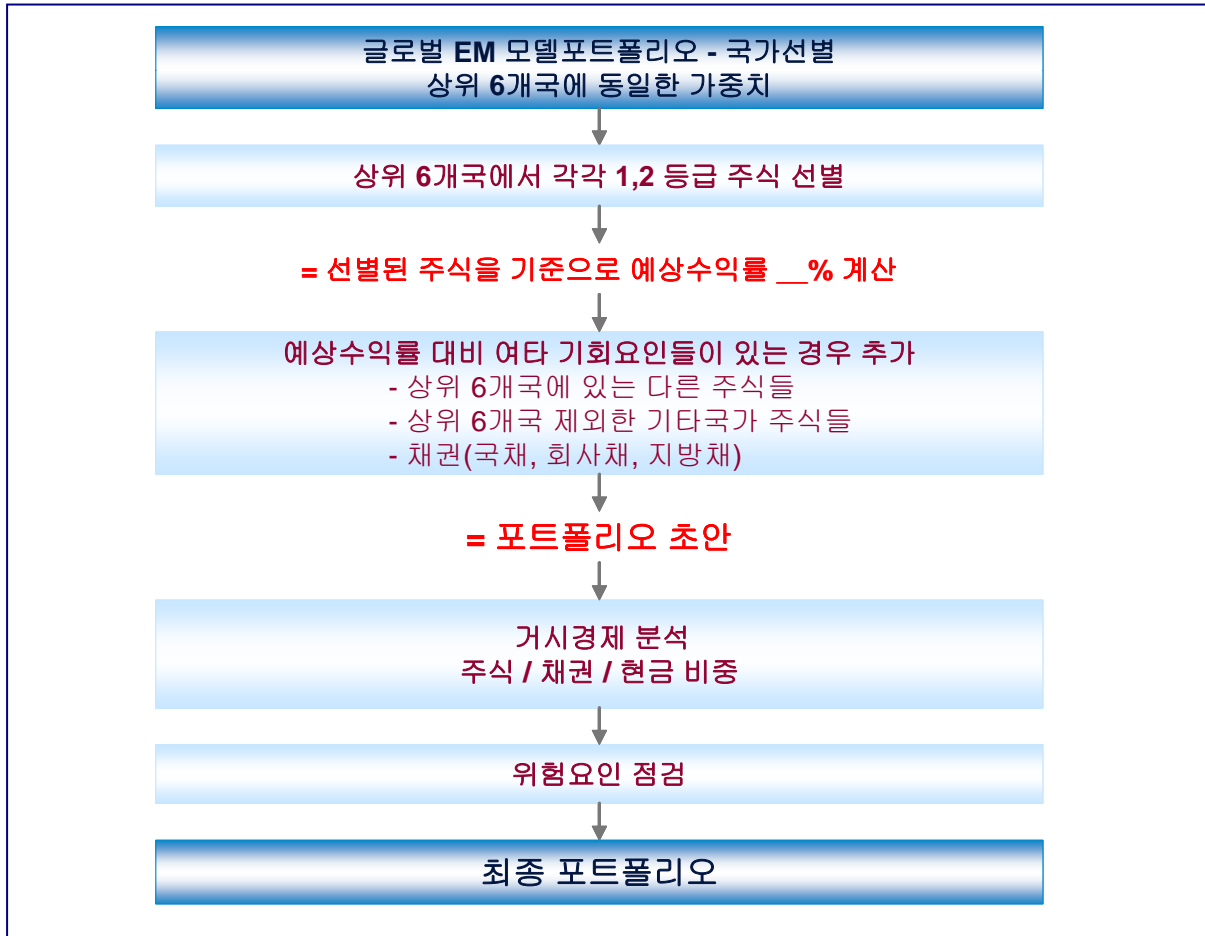 글로벌 EM 모델포트폴리오 - 국가선별
상위 6개국에 동일한 가중치
상위 6개국에서 각각 1,2 등급 주식 선별
= 선별된 주식을 기준으로 예상수익률 __% 계산
예상수익률 대비 여타 기회요인들이 있는 경우 추가
- 상위 6개국에 있는 다른 주식들
- 상위 6개국 제외한 기타국가 주식들
- 채권(국채, 회사채, 지방채)
= 포트폴리오 초안
거시경제 분석
주식 / 채권 / 현금 비중
위험요인 점검
최종 포트폴리오